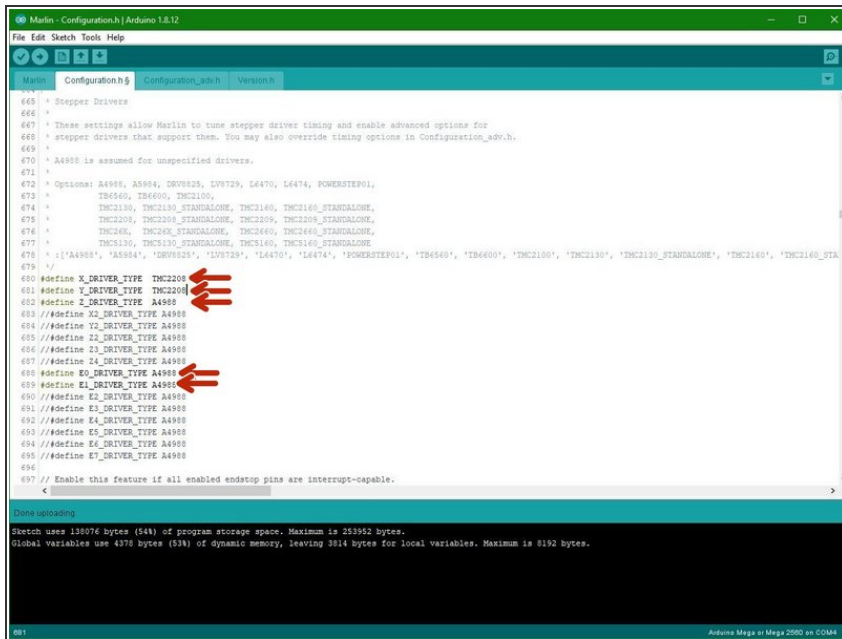 Marlin - Configuration.h | Arduino 1.8.12
File Edit Sketch Tools Help
Marlin Configuration.h § Configuration_adv.h Version.h
665 * Stepper Drivers
666 *
667 * These settings allow Marlin to tune stepper driver timing and enable advanced options for
668 * stepper drivers that support them. You may also override timing options in Configuration_adv.h.
669 *
670 * A4988 is assumed for unspecified drivers.
671 *
672 * Options: A4988, A5984, DRV8825, LV8729, L6470, L6474, POWERSTEP01,
673 * TB6560, TB6600, TMC2100,
674 * TMC2130, TMC2130_STANDALONE, TMC2160, TMC2160_STANDALONE,
675 * TMC2208, TMC2208_STANDALONE, TMC2209, TMC2209_STANDALONE,
676 * TMC26X, TMC26X_STANDALONE, TMC2660, TMC2660_STANDALONE,
677 * TMC5130, TMC5130_STANDALONE, TMC5160, TMC5160_STANDALONE
678 * :['A4988', 'A5984', 'DRV8825', 'LV8729', 'L6470', 'L6474', 'POWERSTEP01', 'TB6560', 'TB6600', 'TMC2100', 'TMC2130', 'TMC2130_STANDALONE', 'TMC2160', 'TMC2160_STA
679 */
680 #define X_DRIVER_TYPE TMC2208
681 #define Y_DRIVER_TYPE TMC2208
682 #define Z_DRIVER_TYPE A4988
683 //#define X2_DRIVER_TYPE A4988
684 //#define Y2_DRIVER_TYPE A4988
685 //#define Z2_DRIVER_TYPE A4988
686 //#define Z3_DRIVER_TYPE A4988
687 //#define Z4_DRIVER_TYPE A4988
688 #define E0_DRIVER_TYPE A4988
689 #define E1_DRIVER_TYPE A4988
690 //#define E2_DRIVER_TYPE A4988
691 //#define E3_DRIVER_TYPE A4988
692 //#define E4_DRIVER_TYPE A4988
693 //#define E5_DRIVER_TYPE A4988
694 //#define E6_DRIVER_TYPE A4988
695 //#define E7_DRIVER_TYPE A4988
696
697 // Enable this feature if all enabled endstop pins are interrupt-capable.
Done uploading.
Sketch uses 138076 bytes (54%) of program storage space. Maximum is 253952 bytes.
Global variables use 4378 bytes (53%) of dynamic memory, leaving 3814 bytes for local variables. Maximum is 8192 bytes.
681 Arduino Mega or Mega 2560 on COM4